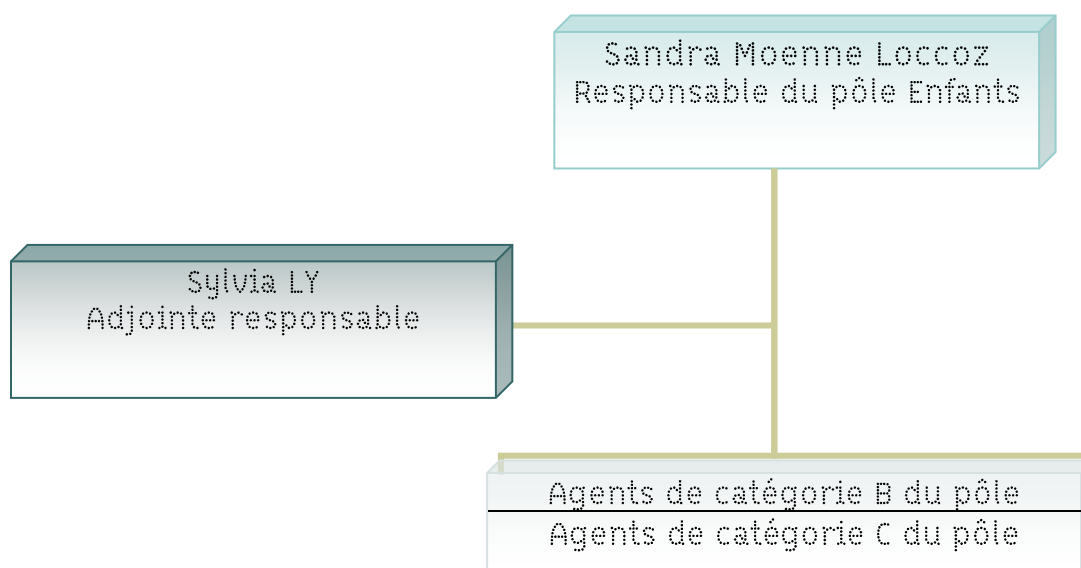 Sandra Moenne Loccoz
Responsable du pôle Enfants
Sylvia LY
Adjointe responsable
Agents de catégorie B du pôle
Agents de catégorie C du pôle